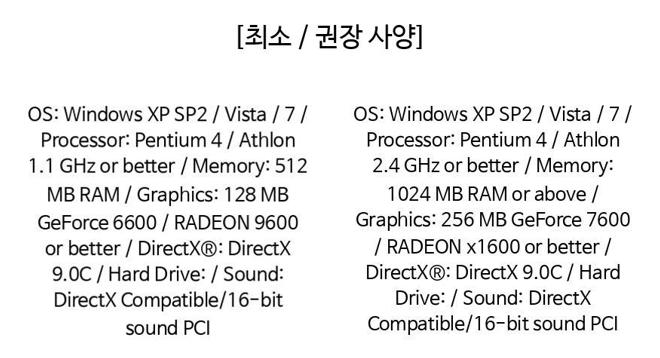 [최소 / 권장 사양]
OS: Windows XP SP2 / Vista / 7 /
Processor: Pentium 4 / Athlon
1.1 GHz or better / Memory: 512
MB RAM / Graphics: 128 MB
GeForce 6600 / RADEON 9600
or better / DirectX®: DirectX
9.0C / Hard Drive: / Sound:
DirectX Compatible/16-bit
sound PCI
OS: Windows XP SP2 / Vista / 7 /
Processor: Pentium 4 / Athlon
2.4 GHz or better / Memory:
1024 MB RAM or above /
Graphics: 256 MB GeForce 7600
/ RADEON x1600 or better /
DirectX®: DirectX 9.0C / Hard
Drive: / Sound: DirectX
Compatible/16-bit sound PCI